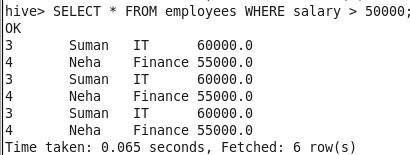 hive> SELECT * FROM employees WHERE salary > 50000;
OK
3 Suman IT 60000.0
4 Neha Finance 55000.0
3 Suman IT 60000.0
4 Neha Finance 55000.0
3 Suman IT 60000.0
4 Neha Finance 55000.0
Time taken: 0.065 seconds, Fetched: 6 row(s)